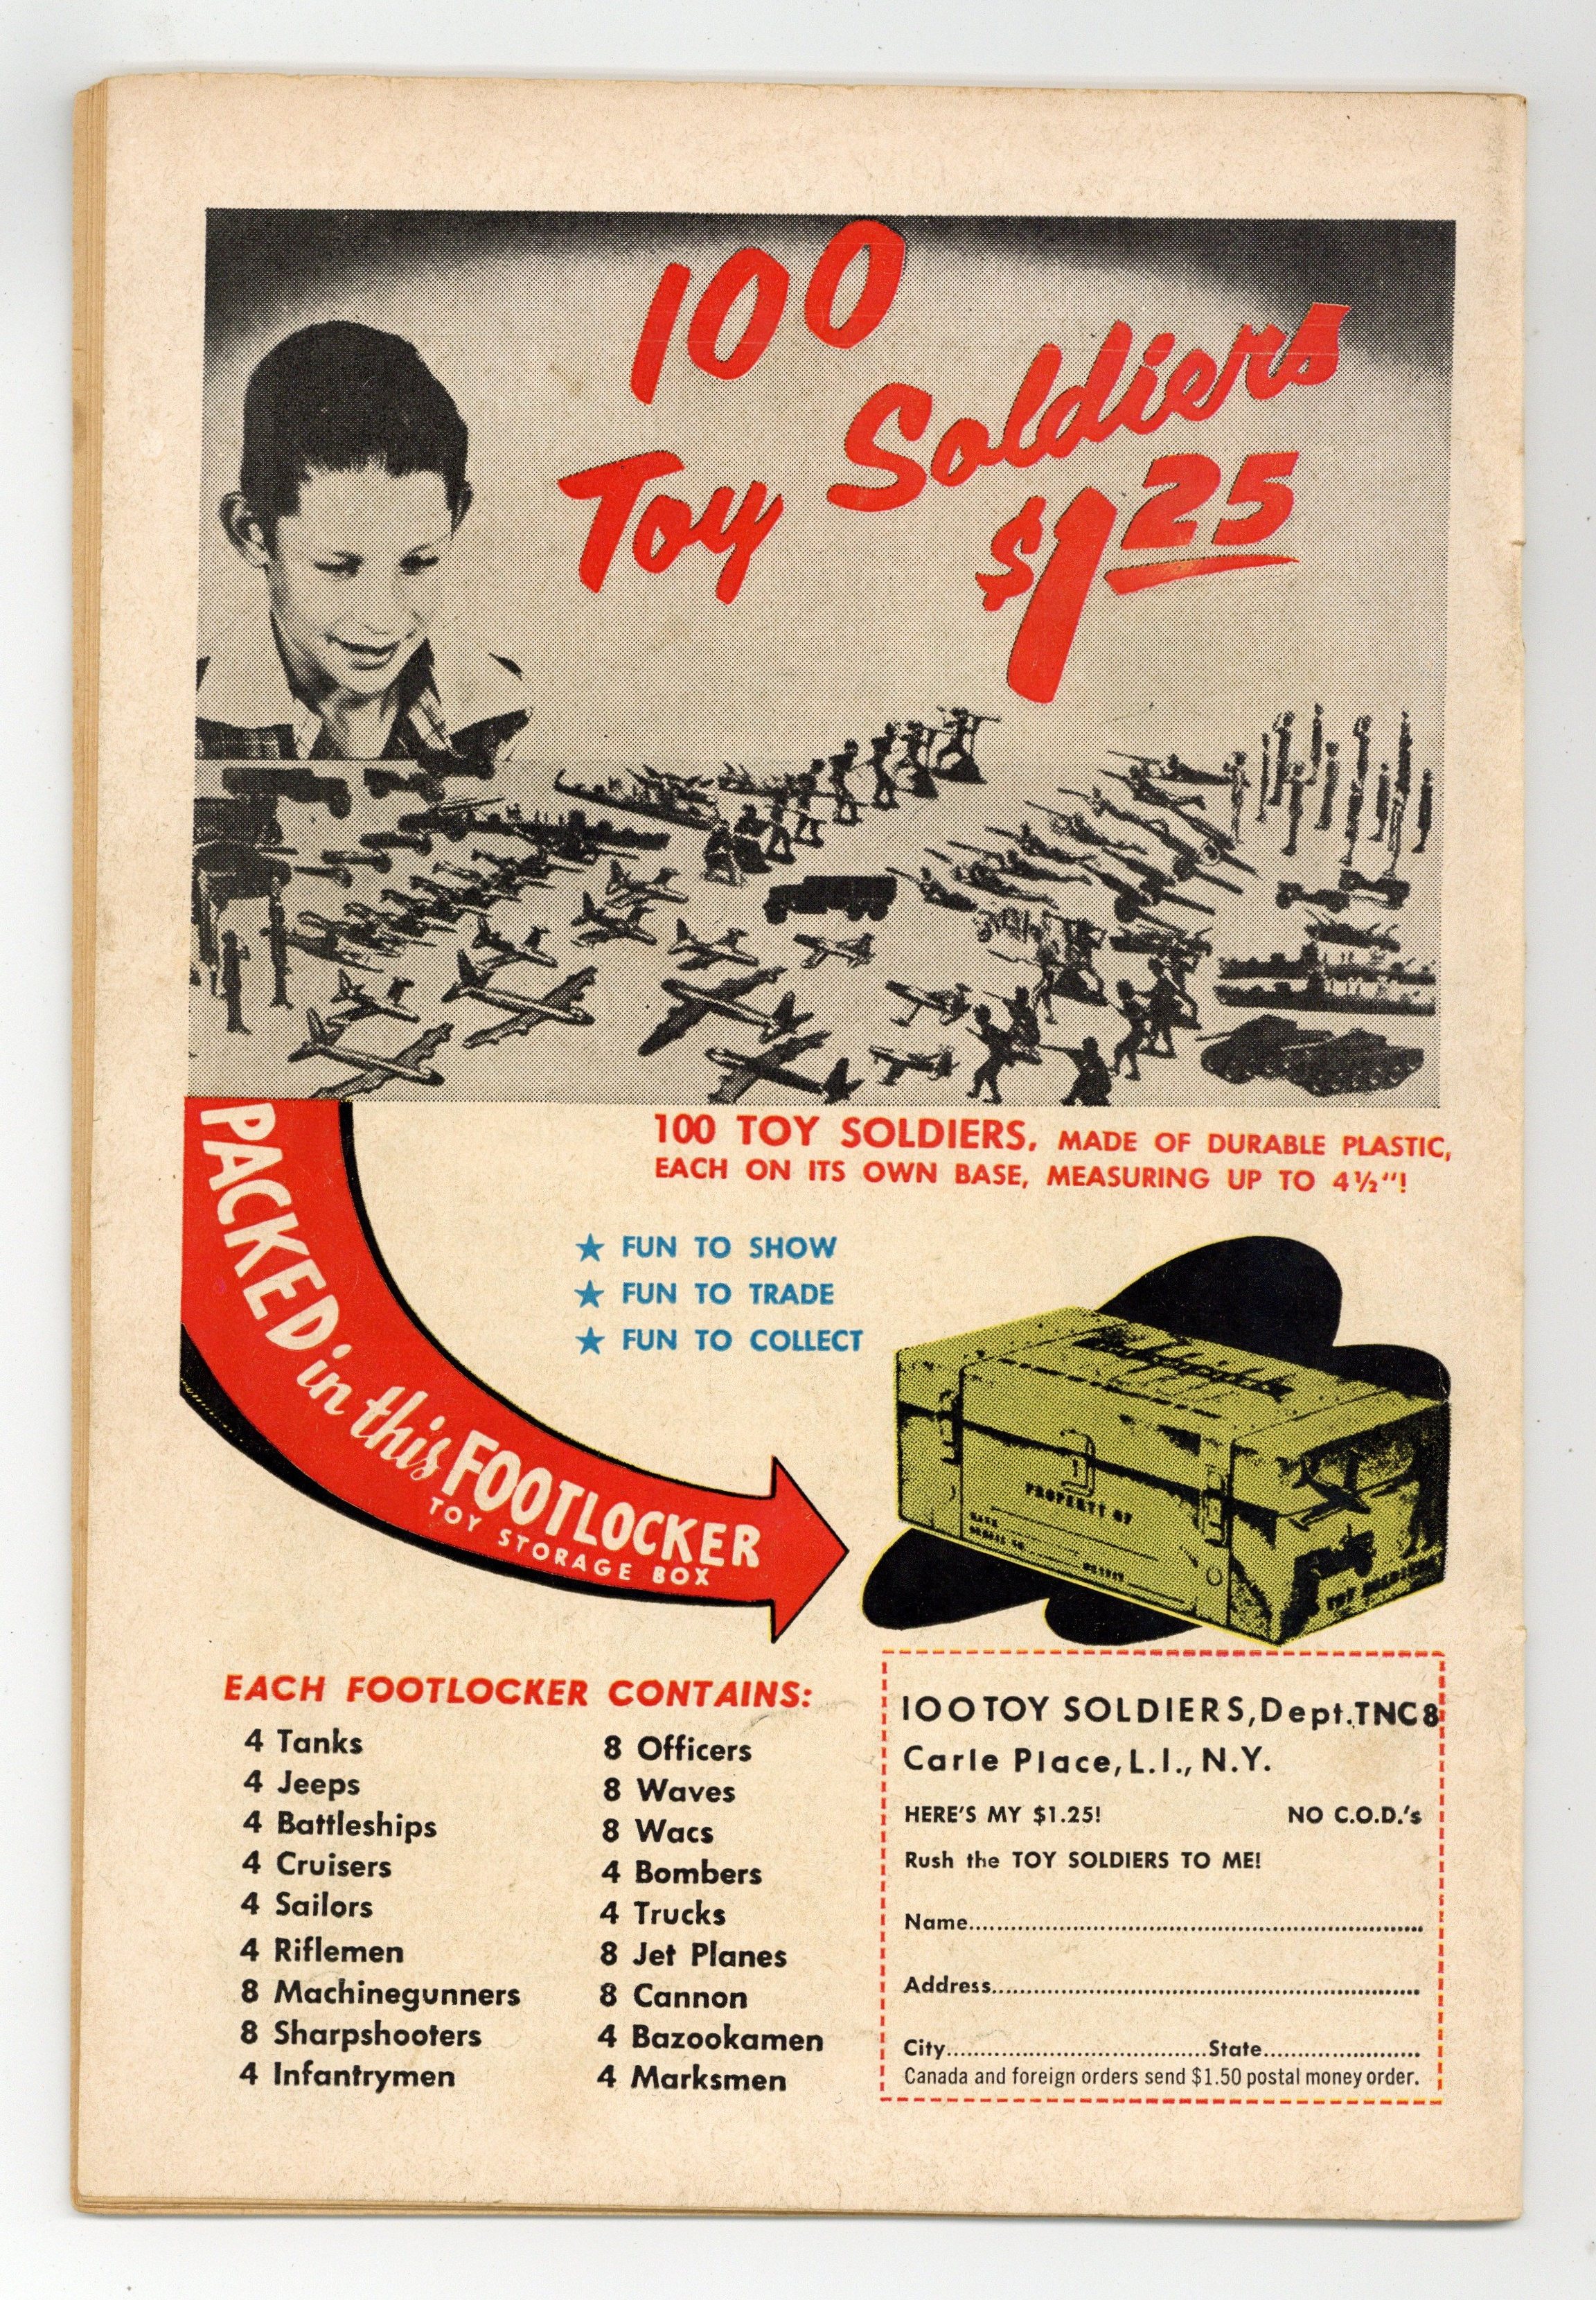 100
Toy Soldiers
$1.25
100 TOY SOLDIERS, MADE OF DURABLE PLASTIC,
EACH ON ITS OWN BASE, MEASURING UP TO 4½"!
★ FUN TO SHOW
★ FUN TO TRADE
★ FUN TO COLLECT
PACKED in this FOOTLOCKER
TOY STORAGE BOX
PROPERTY OF
EACH FOOTLOCKER CONTAINS:
4 Tanks
4 Jeeps
4 Battleships
4 Cruisers
4 Sailors
4 Riflemen
8 Machinegunners
8 Sharpshooters
4 Infantrymen
8 Officers
8 Waves
8 Wacs
4 Bombers
4 Trucks
8 Jet Planes
8 Cannon
4 Bazookamen
4 Marksmen
100 TOY SOLDIERS, Dept. TNC8
Carle Place, L.I., N.Y.
HERE'S MY $1.25! NO C.O.D.'s
Rush the TOY SOLDIERS TO ME!
Name
Address
City State
Canada and foreign orders send $1.50 postal money order.